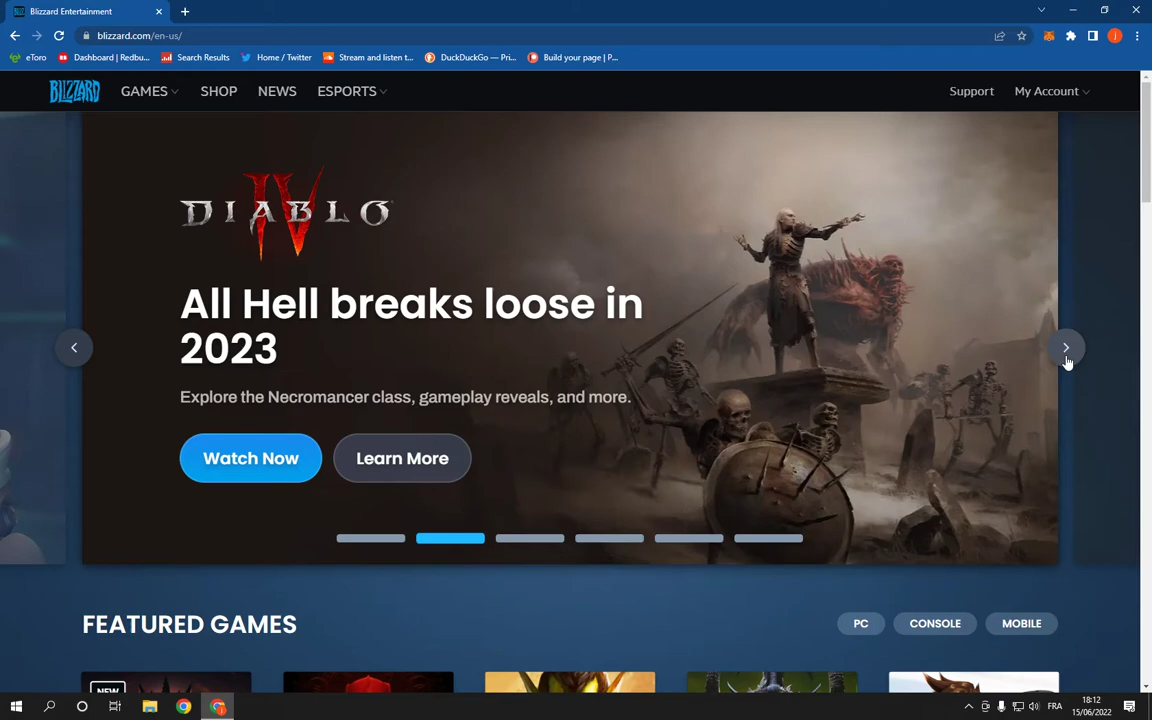 Blizzard Entertainment
blizzard.com/en-us/
eToro
Dashboard | Redbu...
Search Results
Home / Twitter
Stream and listen t...
DuckDuckGo — Pri...
Build your page | P...
BLIZZARD
GAMES
SHOP
NEWS
ESPORTS
Support
My Account
DIABLO IV
All Hell breaks loose in
2023
Explore the Necromancer class, gameplay reveals, and more.
Watch Now
Learn More
FEATURED GAMES
PC
CONSOLE
MOBILE
NEW
18:12
FRA
15/06/2022